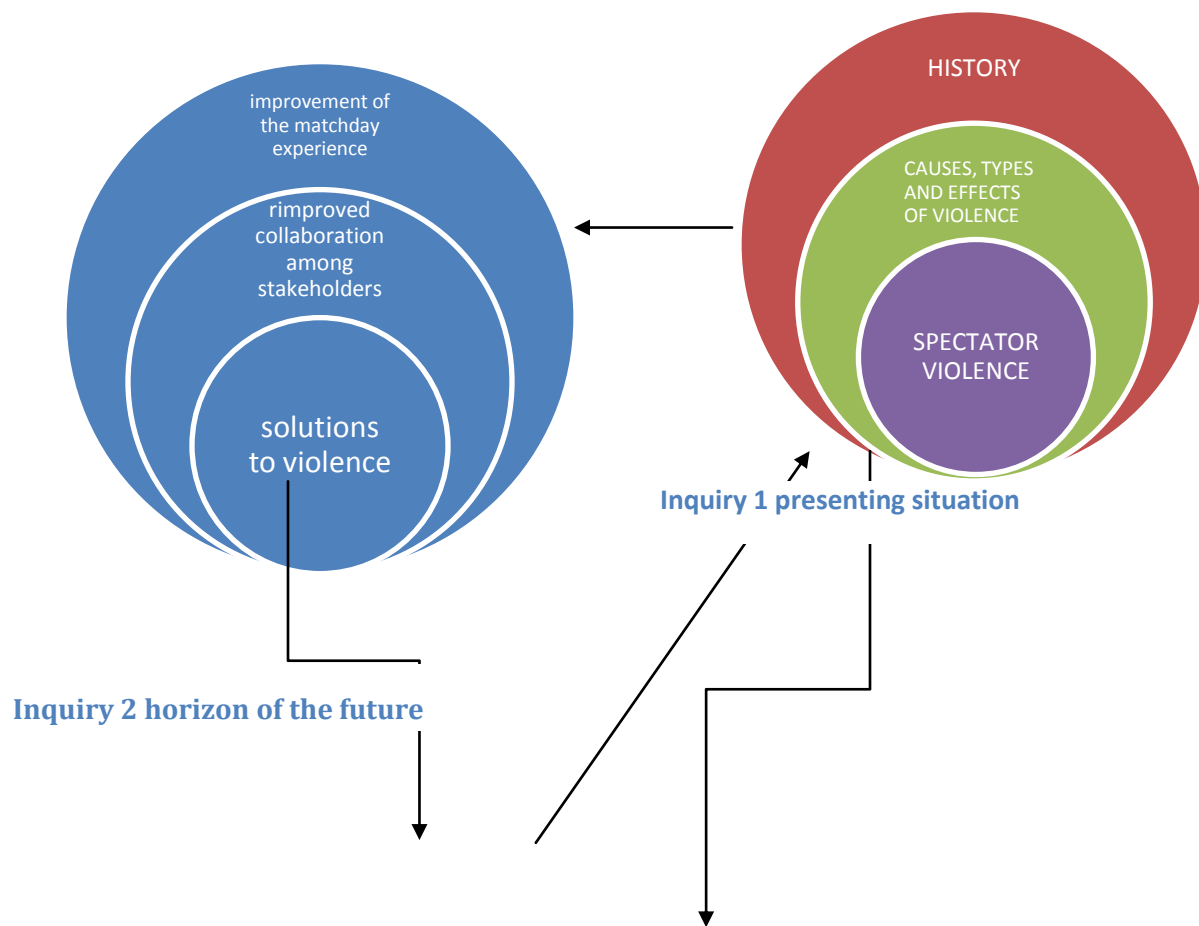 improvement of
the matchday
experience
rimproved
collaboration
among
stakeholders
solutions
to violence
HISTORY
CAUSES, TYPES
AND EFFECTS
OF VIOLENCE
SPECTATOR
VIOLENCE
Inquiry 1 presenting situation
Inquiry 2 horizon of the future